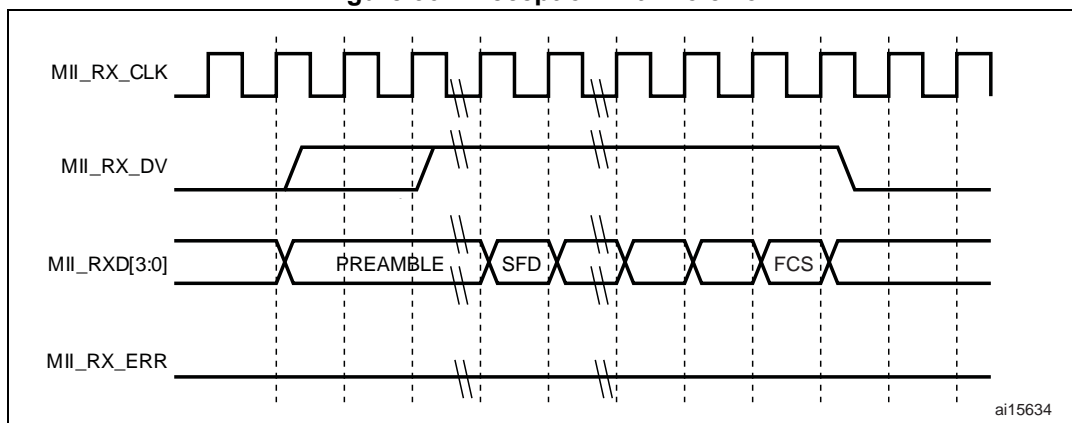 MII_RX_CLK
MII_RX_DV
MII_RXD[3:0]
PREAMBLE
SFD
FCS
MII_RX_ERR
ai15634